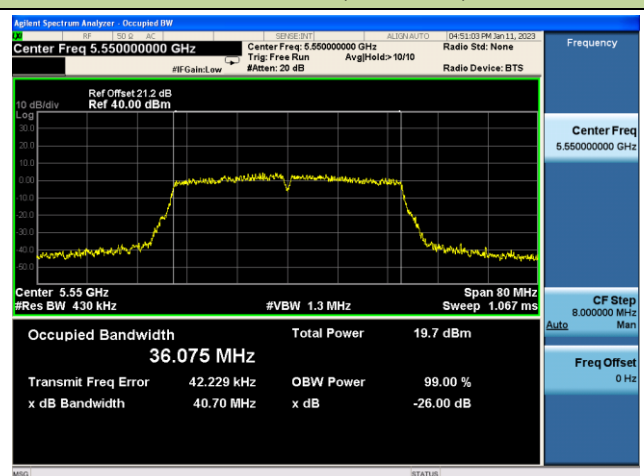 Agilent Spectrum Analyzer - Occupied BW
RF 50 Ω AC SENSE:INT ALIGN AUTO 04:51:03 PM Jan 11, 2023
Center Freq 5.550000000 GHz Center Freq: 5.550000000 GHz Radio Std: None Frequency
Trig: Free Run Avg|Hold:> 10/10
#IFGain:Low #Atten: 20 dB Radio Device: BTS
Ref Offset 21.2 dB
10 dB/div Ref 40.00 dBm
Log
30.0
20.0
10.0
0.00
-10.0
-20.0
-30.0
-40.0
-50.0
Center Freq
5.550000000 GHz
Center 5.55 GHz Span 80 MHz
#Res BW 430 kHz #VBW 1.3 MHz Sweep 1.067 ms
CF Step
8.000000 MHz
Auto Man
Occupied Bandwidth Total Power 19.7 dBm
36.075 MHz
Transmit Freq Error 42.229 kHz OBW Power 99.00 %
x dB Bandwidth 40.70 MHz x dB -26.00 dB
Freq Offset
0 Hz
MSG STATUS